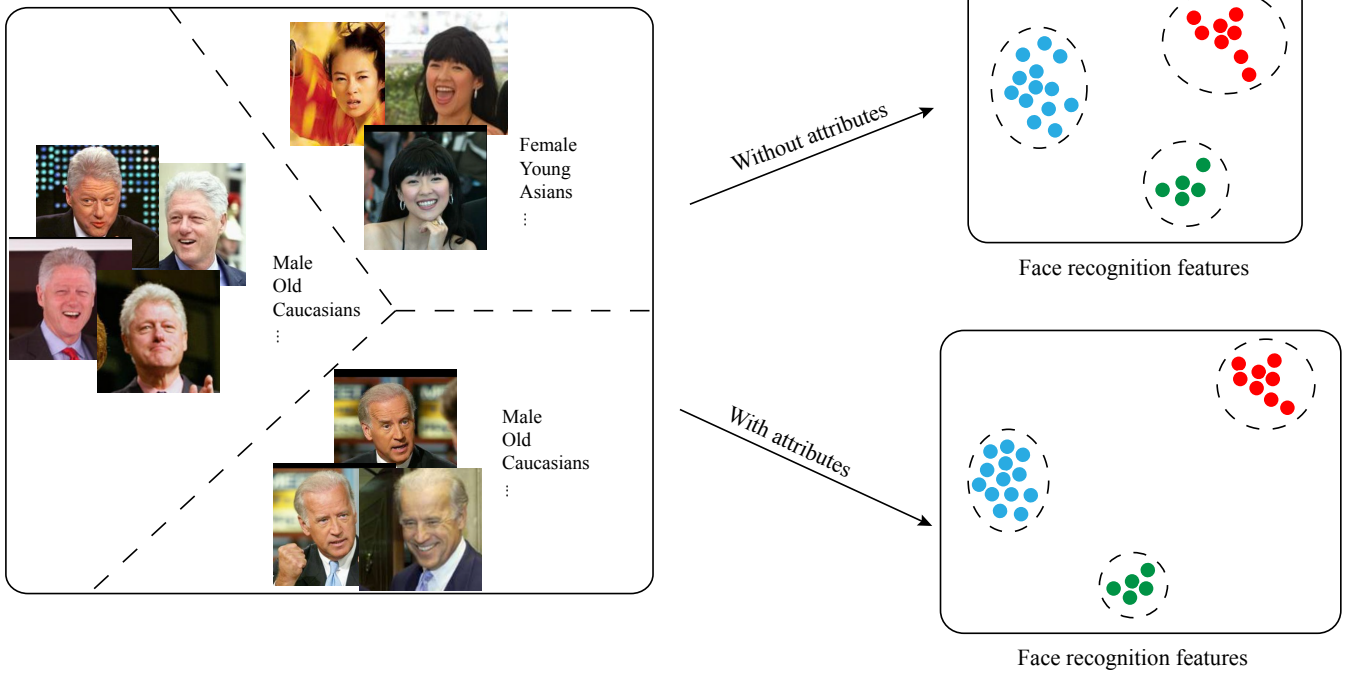 Female
Young
Asians
⋮
Male
Old
Caucasians
⋮
Male
Old
Caucasians
⋮
Without attributes
With attributes
Face recognition features
Face recognition features